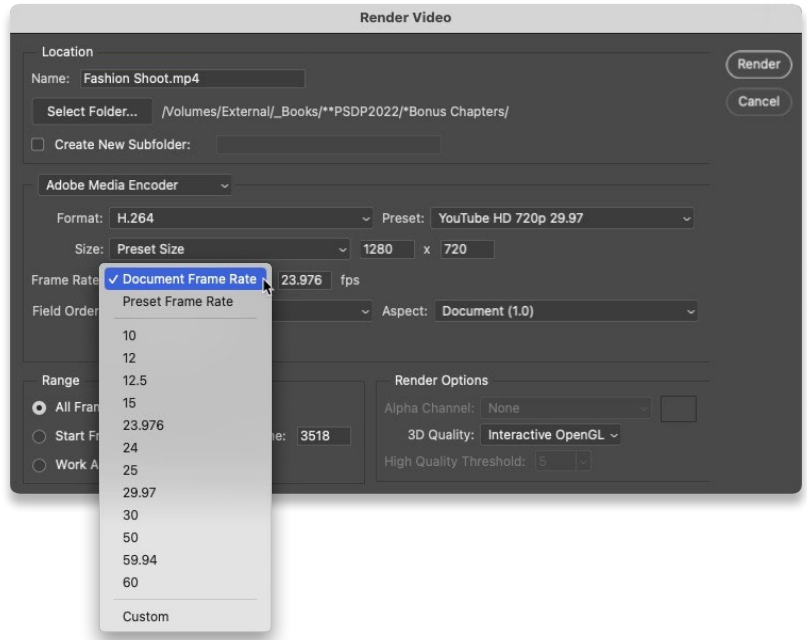 Render Video
Location
Name: Fashion Shoot.mp4
Render
Select Folder... /Volumes/External/_Books/**PSDP2022/*Bonus Chapters/
Cancel
Create New Subfolder:
Adobe Media Encoder
Format: H.264 Preset: YouTube HD 720p 29.97
Size: Preset Size 1280 x 720
Frame Rate ✓ Document Frame Rate 23.976 fps
Preset Frame Rate
Field Order Aspect: Document (1.0)
10
12
12.5
15
23.976
24
25
29.97
30
50
59.94
60
Custom
Range
All Fram
Start Fr 3518
Work A
Render Options
Alpha Channel: None
3D Quality: Interactive OpenGL
High Quality Threshold: 5